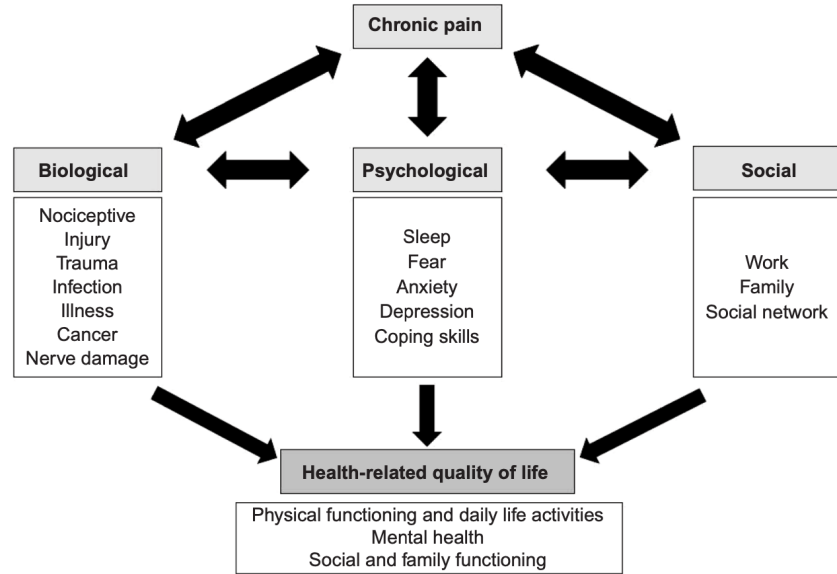 Chronic pain
Biological
Nociceptive
Injury
Trauma
Infection
Illness
Cancer
Nerve damage
Psychological
Sleep
Fear
Anxiety
Depression
Coping skills
Social
Work
Family
Social network
Health-related quality of life
Physical functioning and daily life activities
Mental health
Social and family functioning